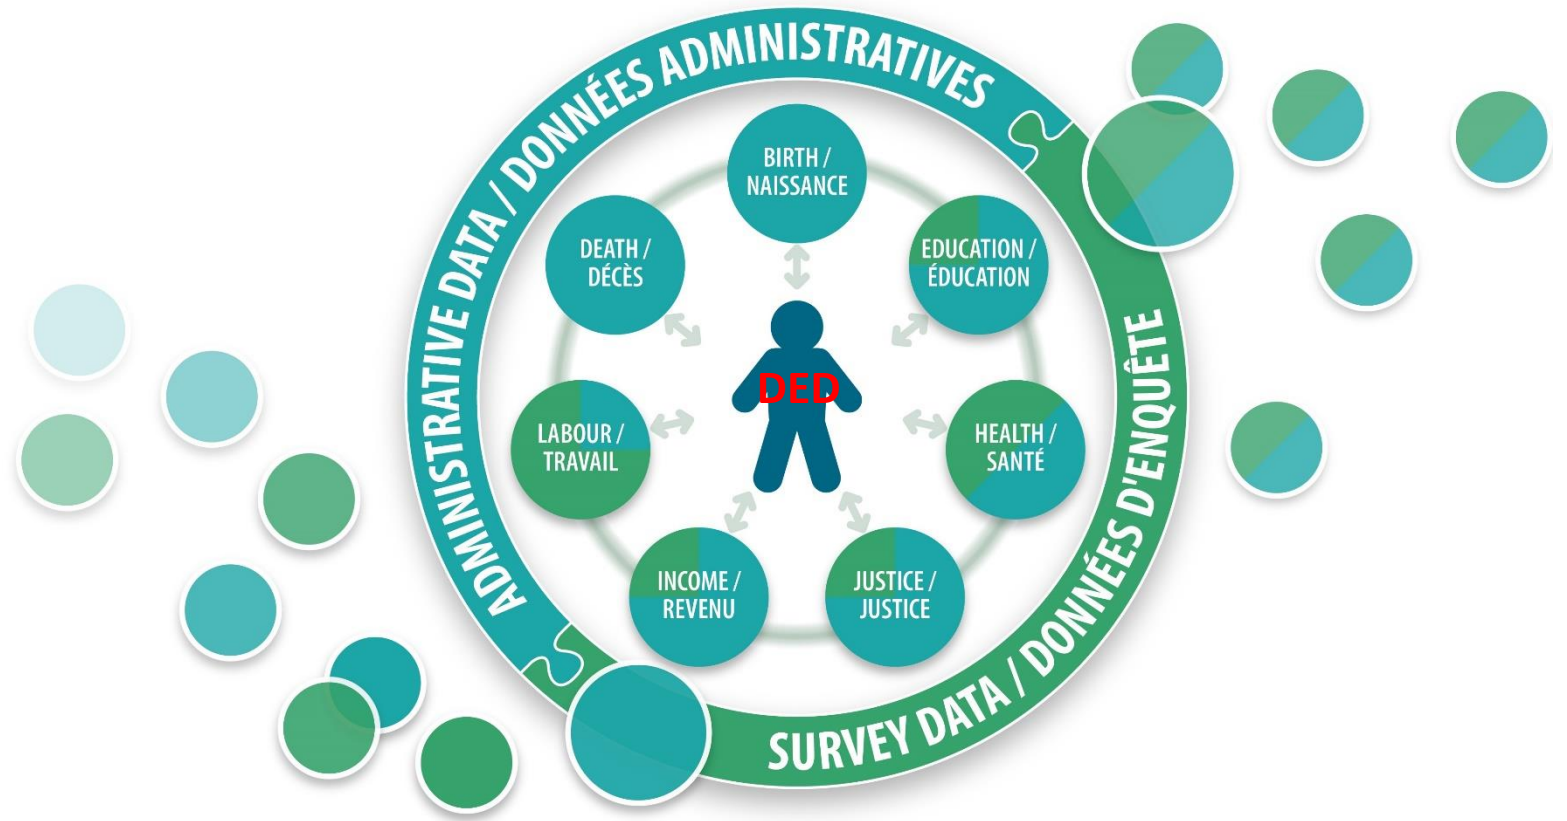 ADMINISTRATIVE DATA / DONNÉES ADMINISTRATIVES
BIRTH /
NAISSANCE
DEATH /
DÉCÈS
EDUCATION /
ÉDUCATION
DED
LABOUR /
TRAVAIL
HEALTH /
SANTÉ
INCOME /
REVENU
JUSTICE /
JUSTICE
SURVEY DATA / DONNÉES D'ENQUÊTE